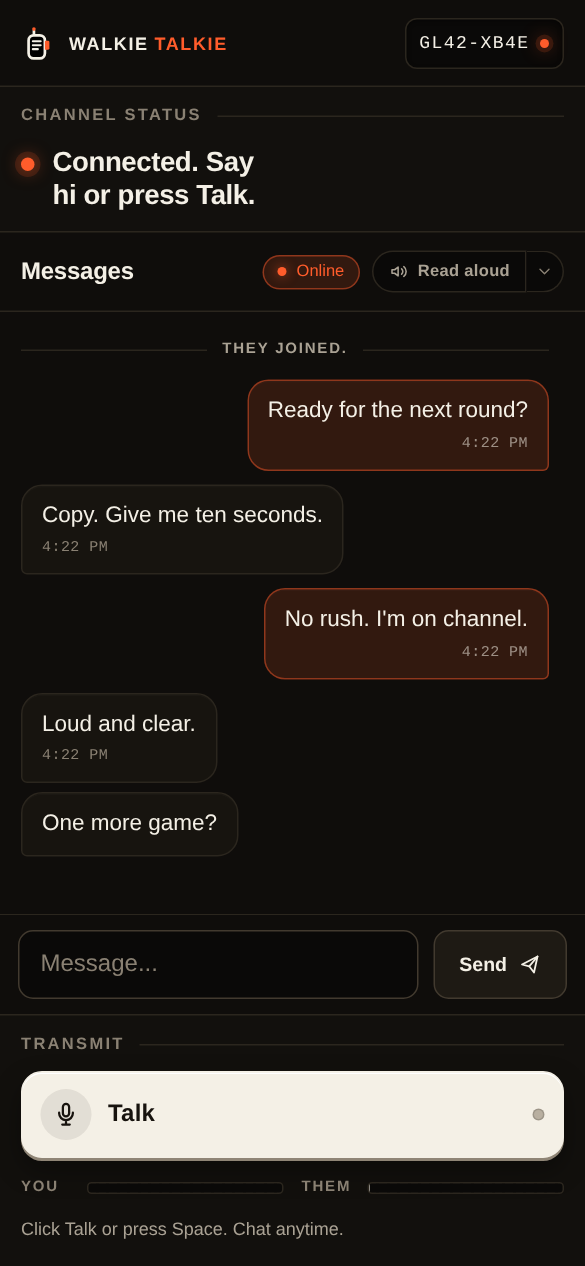 WALKIE TALKIE
GL42-XB4E
CHANNEL STATUS
Connected. Say
hi or press Talk.
Messages
Online
Read aloud
THEY JOINED.
Ready for the next round?
4:22 PM
Copy. Give me ten seconds.
4:22 PM
No rush. I'm on channel.
4:22 PM
Loud and clear.
4:22 PM
One more game?
Message...
Send
TRANSMIT
Talk
YOU
THEM
Click Talk or press Space. Chat anytime.